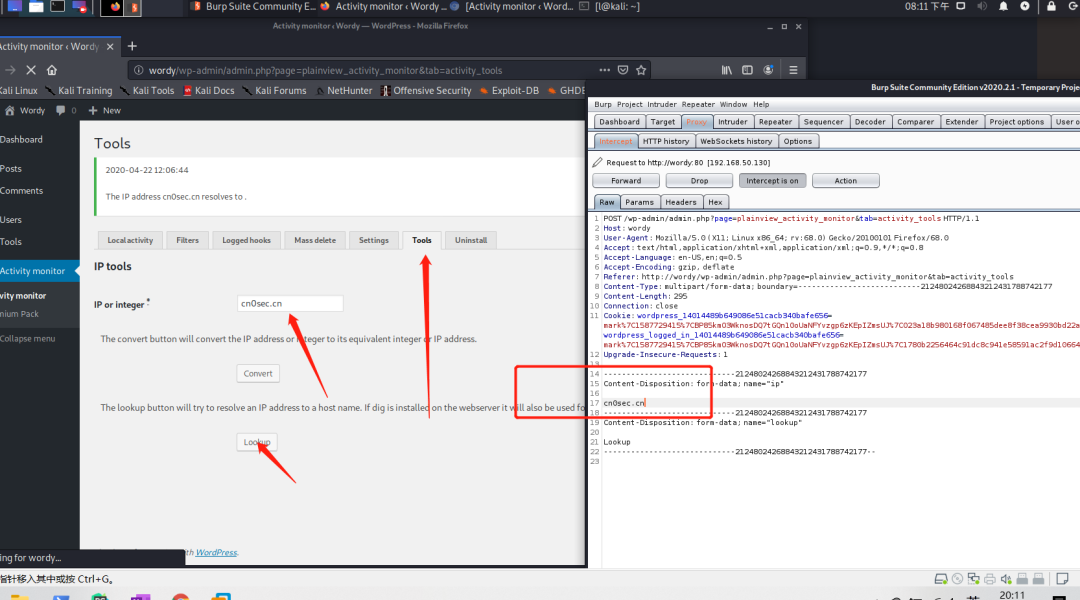 Burp Suite Community E...
Activity monitor ‹ Wordy ...
[Activity monitor ‹ Word...
[l@kali: ~]
08:11 下午
Activity monitor ‹ Wordy — WordPress - Mozilla Firefox
Activity monitor ‹ Wordy
wordy/wp-admin/admin.php?page=plainview_activity_monitor&tab=activity_tools
Kali Linux Kali Training Kali Tools Kali Docs Kali Forums NetHunter Offensive Security Exploit-DB GHDB
Wordy 0 New
Dashboard
Posts
Comments
Users
Tools
Activity monitor
vity monitor
nium Pack
Collapse menu
Tools
2020-04-22 12:06:44
The IP address cn0sec.cn resolves to .
Local activity Filters Logged hooks Mass delete Settings Tools Uninstall
IP tools
IP or integer * cn0sec.cn
The convert button will convert the IP address or integer to its equivalent integer or IP address.
Convert
The lookup button will try to resolve an IP address to a host name. If dig is installed on the webserver it will also be used fo
Lookup
th WordPress.
ing for wordy...
Burp Suite Community Edition v2020.2.1 - Temporary Proje
Burp Project Intruder Repeater Window Help
Dashboard Target Proxy Intruder Repeater Sequencer Decoder Comparer Extender Project options User o
Intercept HTTP history WebSockets history Options
Request to http://wordy:80 [192.168.50.130]
Forward Drop Intercept is on Action
Raw Params Headers Hex
1 POST /wp-admin/admin.php?page=plainview_activity_monitor&tab=activity_tools HTTP/1.1
2 Host: wordy
3 User-Agent: Mozilla/5.0 (X11; Linux x86_64; rv:68.0) Gecko/20100101 Firefox/68.0
4 Accept: text/html,application/xhtml+xml,application/xml;q=0.9,*/*;q=0.8
5 Accept-Language: en-US,en;q=0.5
6 Accept-Encoding: gzip, deflate
7 Referer: http://wordy/wp-admin/admin.php?page=plainview_activity_monitor&tab=activity_tools
8 Content-Type: multipart/form-data; boundary=---------------------------21248024268843212431788742177
9 Content-Length: 295
10 Connection: close
11 Cookie: wordpress_14014489b649086e51cacb340bafe656=
mark%7C1587729415%7CBP85kmO3WknosDQ7tGQn10oUaNFYvzgp6zKEpIZmsUJ%7C023a18b980168f067485dee8f38cea9930bd22a
wordpress_logged_in_14014489b649086e51cacb340bafe656=
mark%7C1587729415%7CBP85kmO3WknosDQ7tGQn10oUaNFYvzgp6zKEpIZmsUJ%7C1780b2256464c91dc8c941e58591ac2f9d10664
12 Upgrade-Insecure-Requests: 1
14 -----------------------------21248024268843212431788742177
15 Content-Disposition: form-data; name="ip"
16
17 cn0sec.cn
18 -----------------------------21248024268843212431788742177
19 Content-Disposition: form-data; name="lookup"
20
21 Lookup
22 -----------------------------21248024268843212431788742177--
23
指针移入其中或按 Ctrl+G。
20:11